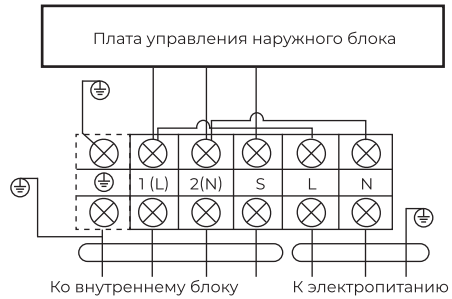 Плата управления наружного блока
1 (L) 2(N) S L N
Ко внутреннему блоку К электропитанию